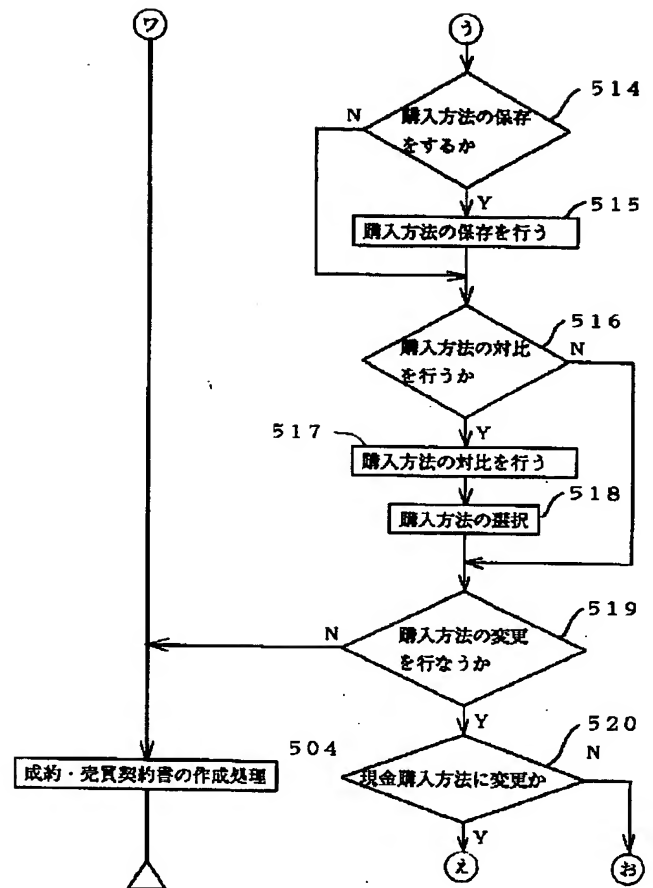 ワ
う
514
N
購入方法の保存
をするか
Y
515
購入方法の保存を行う
516
購入方法の対比
を行うか
N
Y
517
購入方法の対比を行う
518
購入方法の選択
519
N
購入方法の変更
を行なうか
Y
504
520
成約・売買契約書の作成処理
現金購入方法に変更か
N
Y
え
お